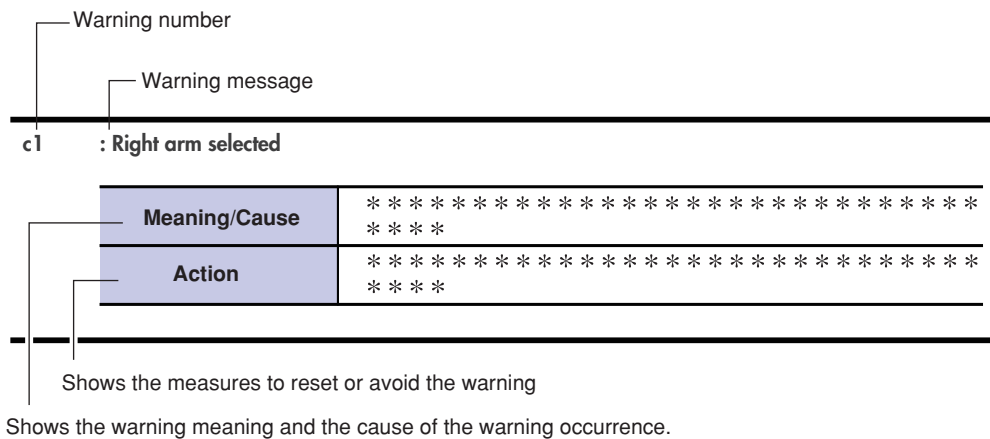 Warning number
Warning message
c1 : Right arm selected
Meaning/Cause
* * * * * * * * * * * * * * * * * * * * * * * * * * * * *
* * * *
Action
* * * * * * * * * * * * * * * * * * * * * * * * * * * * *
* * * *
Shows the measures to reset or avoid the warning
Shows the warning meaning and the cause of the warning occurrence.